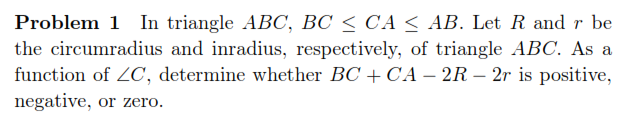 Problem 1 In triangle ABC, BC ≤ CA ≤ AB. Let R and r be
the circumradius and inradius, respectively, of triangle ABC. As a
function of ∠C, determine whether BC + CA − 2R − 2r is positive,
negative, or zero.